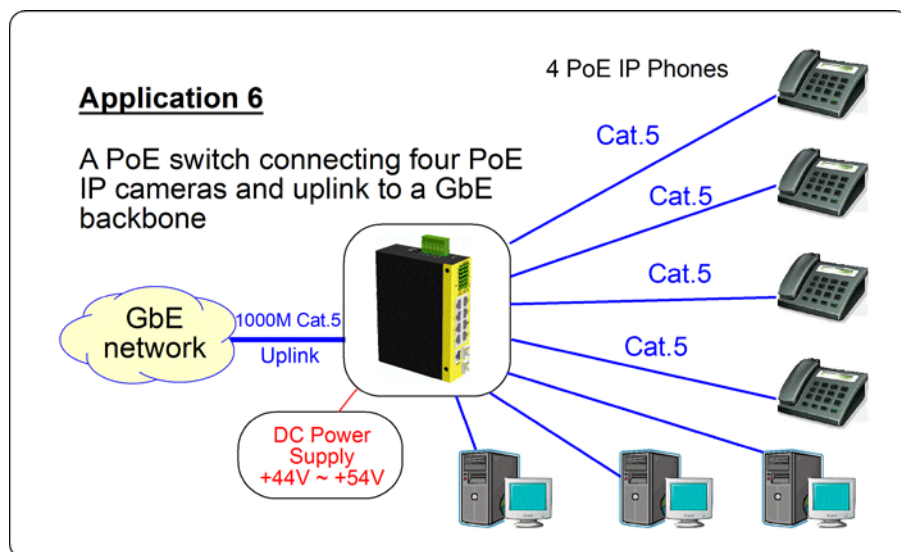 Application 6
A PoE switch connecting four PoE
IP cameras and uplink to a GbE
backbone
4 PoE IP Phones
Cat.5
Cat.5
Cat.5
Cat.5
GbE
network
1000M Cat.5
Uplink
DC Power
Supply
+44V ~ +54V